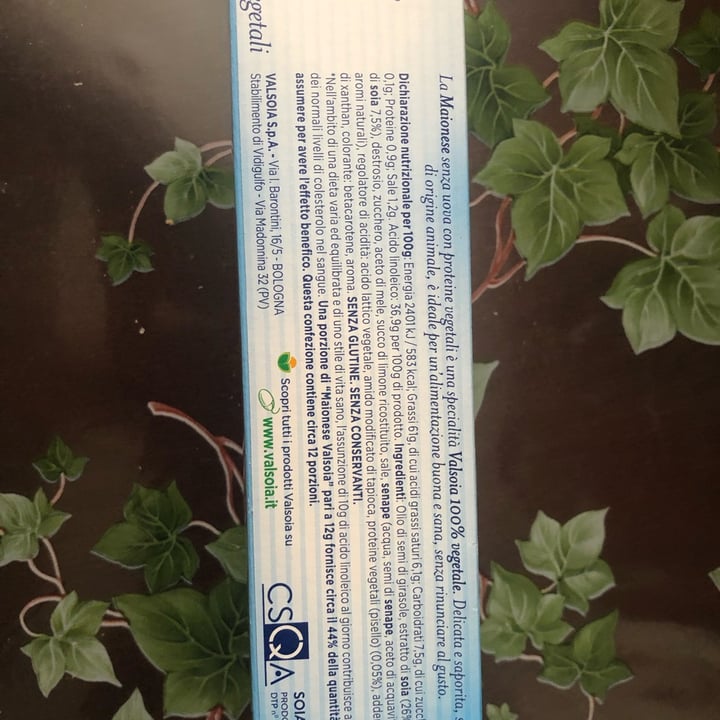 getali
La Maionese senza uova con proteine vegetali è una specialità Valsoia 100% vegetale. Delicata e saporita, s
di origine animale, è ideale per un'alimentazione buona e sana, senza rinunciare al gusto.
Dichiarazione nutrizionale per 100g: Energia 2401 kJ / 583 kcal; Grassi 61g, di cui acidi grassi saturi 6,1g; Carboidrati 7,5g, di cui zucc
0,1g; Proteine 0,9g; Sale 1,2g. Acido linoleico: 36,9g per 100g di prodotto. Ingredienti: Olio di semi di girasole, estratto di soia (26%
di soia 7,5%), destrosio, zucchero, aceto di mele, succo di limone ricostituito, sale, senape (acqua, semi di senape, aceto di acquavi
aromi naturali), regolatore di acidità: acido lattico vegetale, amido modificato di tapioca, proteine vegetali (pisello) (0,05%), adde
di xanthan, colorante: betacarotene, aroma. SENZA GLUTINE. SENZA CONSERVANTI.
*Nell'ambito di una dieta varia ed equilibrata e di uno stile di vita sano, l'assunzione di 10g di acido linoleico al giorno contribuisce a
dei normali livelli di colesterolo nel sangue. Una porzione di "Maionese Valsoia" pari a 12g fornisce circa il 44% della quantità
assumere per avere l'effetto benefico. Questa confezione contiene circa 12 porzioni.
VALSOIA S.p.A. - Via I. Barontini, 16/5 - BOLOGNA
Stabilimento di Vidigulfo - Via Madonnina 32 (PV)
Scopri tutti i prodotti Valsoia su
www.valsoia.it
CSQA
SOIA
PRODO
DTP n°